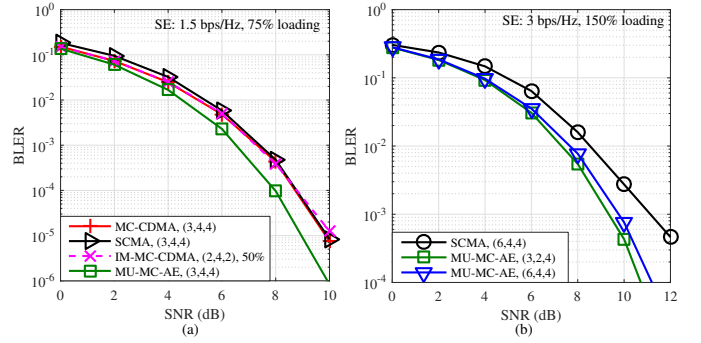 SE: 1.5 bps/Hz, 75% loading
10^0
10^-1
10^-2
10^-3
10^-4
10^-5
10^-6
BLER
MC-CDMA, (3,4,4)
SCMA, (3,4,4)
IM-MC-CDMA, (2,4,2), 50%
MU-MC-AE, (3,4,4)
0 2 4 6 8 10
SNR (dB)
(a)
SE: 3 bps/Hz, 150% loading
10^0
10^-1
10^-2
10^-3
10^-4
BLER
SCMA, (6,4,4)
MU-MC-AE, (3,2,4)
MU-MC-AE, (6,4,4)
0 2 4 6 8 10 12
SNR (dB)
(b)